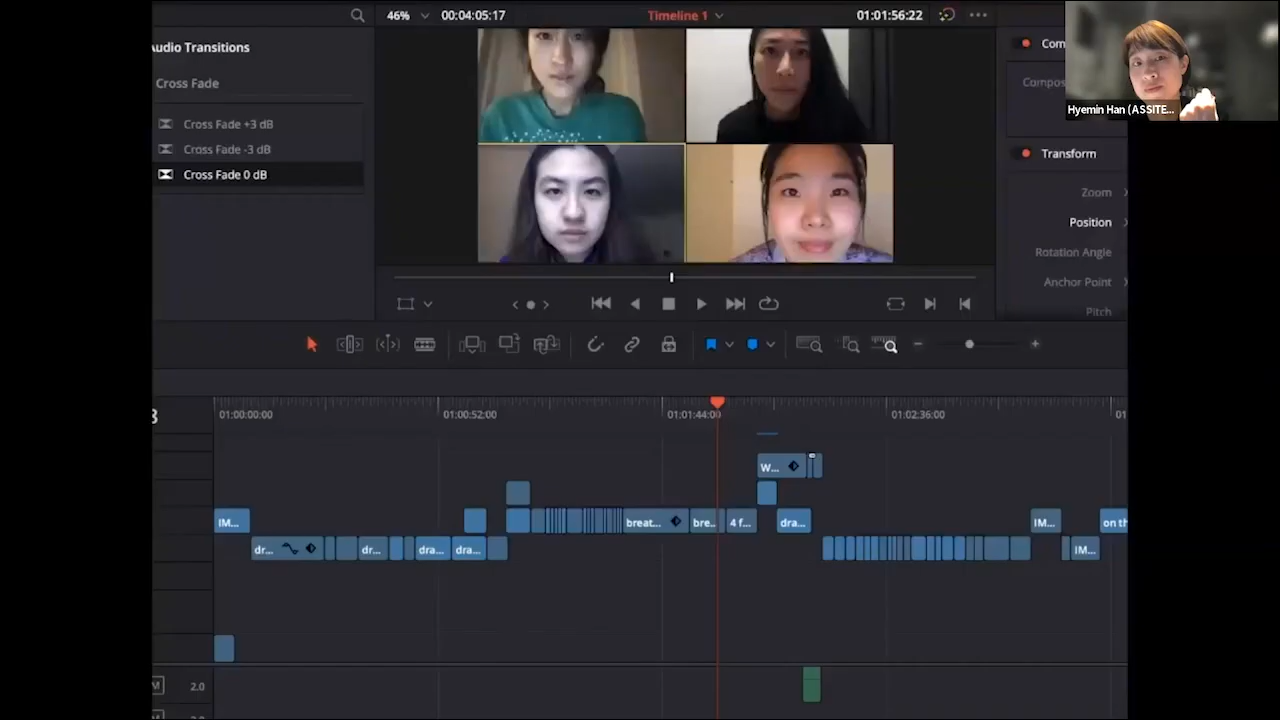 46%
00:04:05:17
Timeline 1
01:01:56:22
Audio Transitions
Com
Hyemin Han (ASSITE...
Cross Fade
Compos
Cross Fade +3 dB
Cross Fade -3 dB
Transform
Cross Fade 0 dB
Zoom
Position
Rotation Angle
Anchor Point
Pitch
01:00:00:00
01:00:52:00
01:01:44:00
01:02:36:00
01
W...
IM...
breat...
bre...
4 f...
dra...
IM...
on th
dr...
dr...
dra...
dra...
IM...
M
2.0